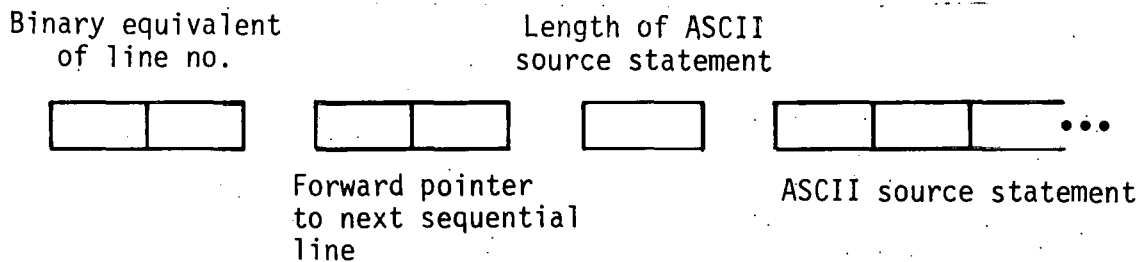 Binary equivalent
of line no.
Length of ASCII
source statement
Forward pointer
to next sequential
line
ASCII source statement